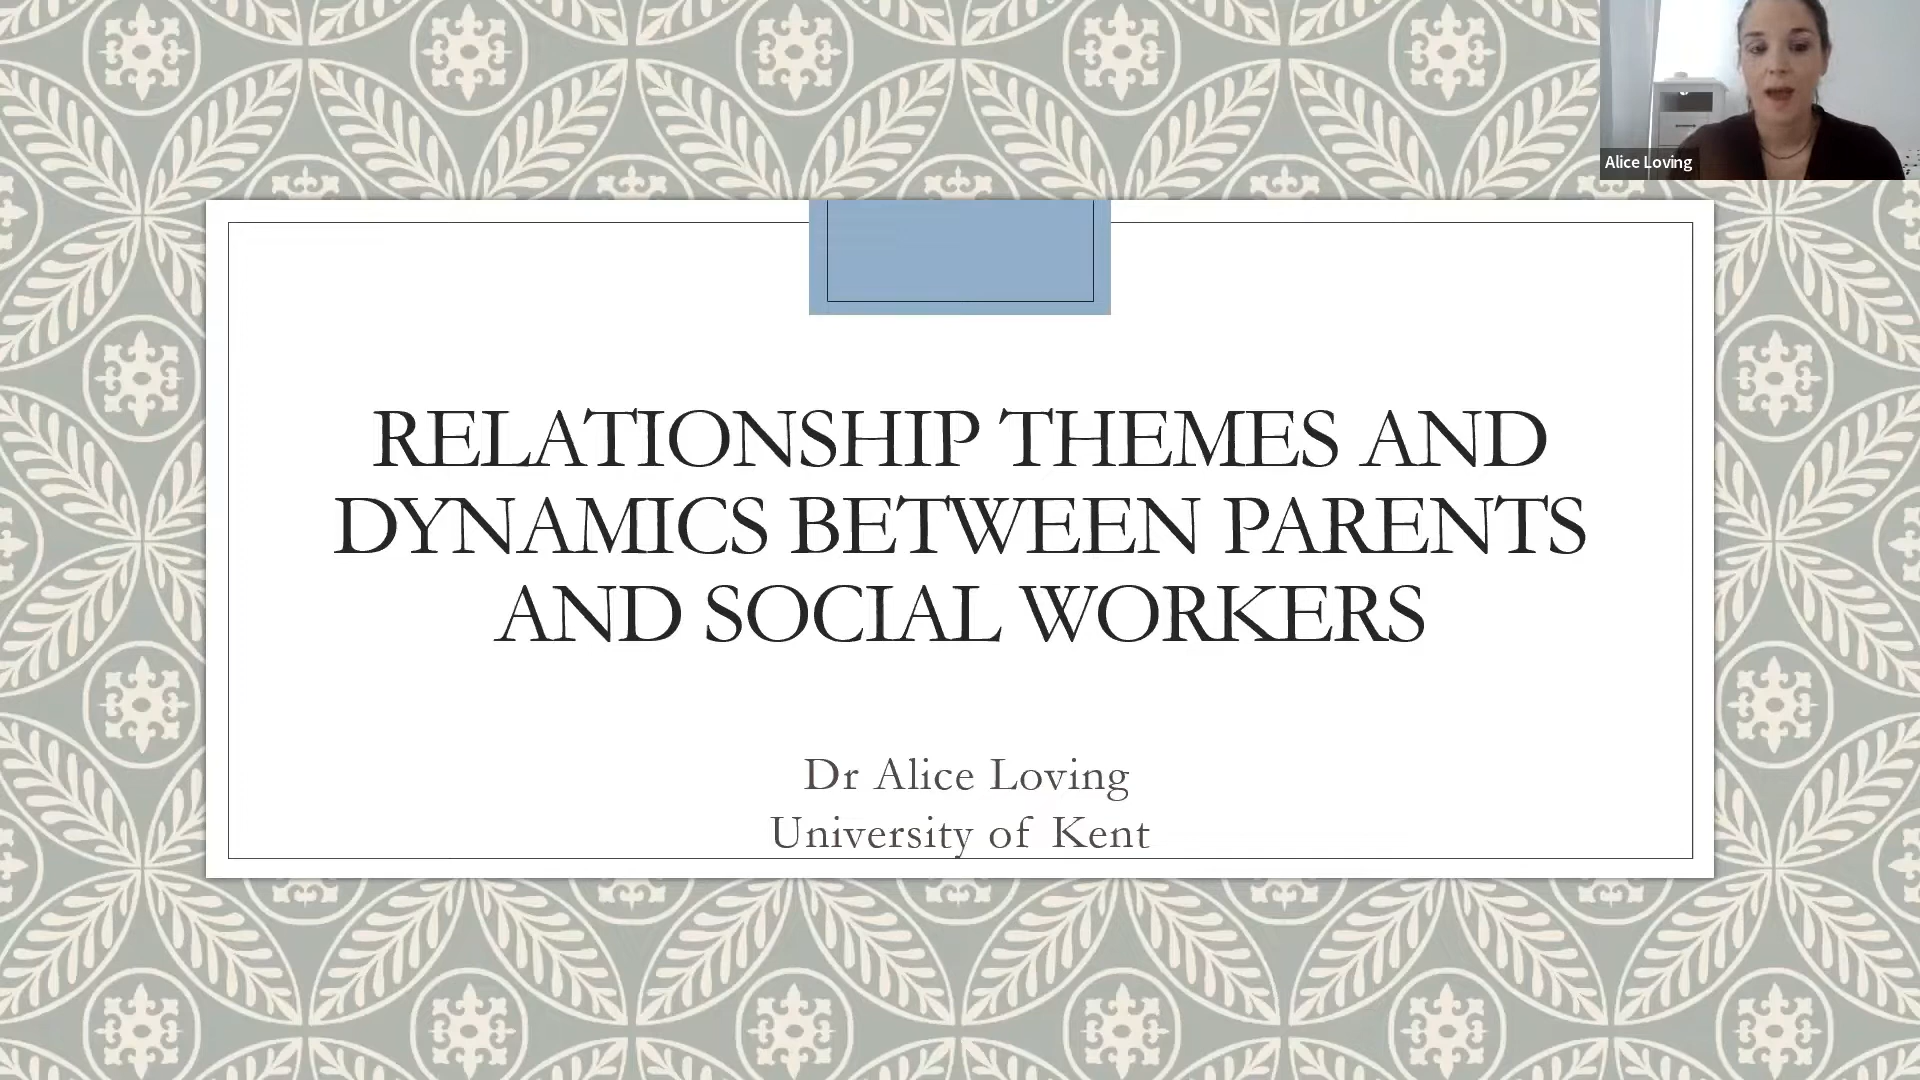 Alice Loving
RELATIONSHIP THEMES AND
DYNAMICS BETWEEN PARENTS
AND SOCIAL WORKERS
Dr Alice Loving
University of Kent